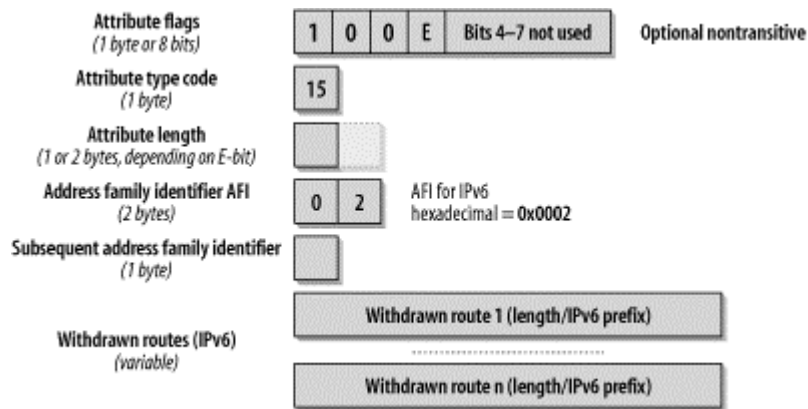 Attribute flags
(1 byte or 8 bits)
1 0 0 E Bits 4–7 not used
Optional nontransitive
Attribute type code
(1 byte)
15
Attribute length
(1 or 2 bytes, depending on E-bit)
Address family identifier AFI
(2 bytes)
0 2
AFI for IPv6
hexadecimal = 0x0002
Subsequent address family identifier
(1 byte)
Withdrawn routes (IPv6)
(variable)
Withdrawn route 1 (length/IPv6 prefix)
Withdrawn route n (length/IPv6 prefix)